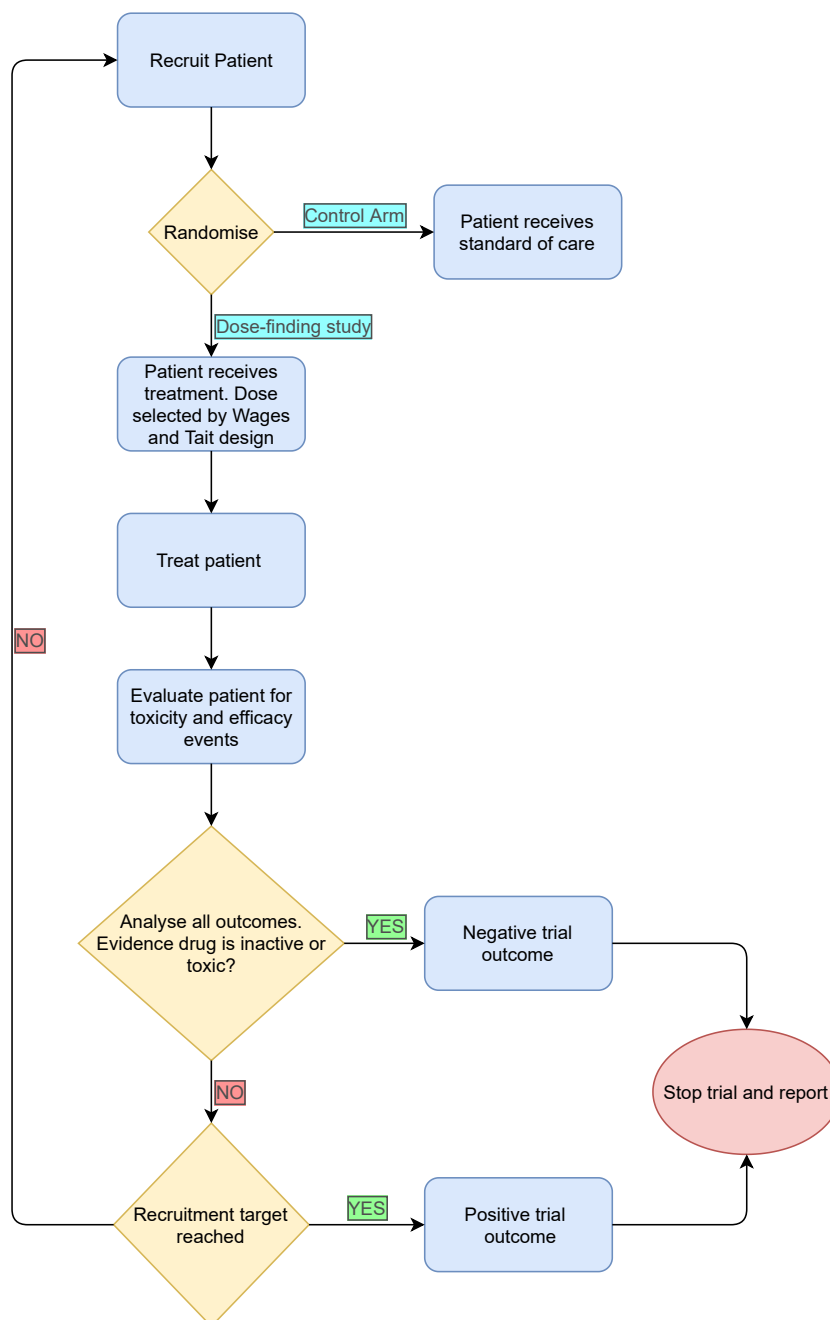 Recruit Patient
Randomise
Control Arm
Patient receives
standard of care
Dose-finding study
Patient receives
treatment. Dose
selected by Wages
and Tait design
Treat patient
NO
Evaluate patient for
toxicity and efficacy
events
Analyse all outcomes.
Evidence drug is inactive or
toxic?
YES
Negative trial
outcome
Stop trial and report
NO
Recruitment target
reached
YES
Positive trial
outcome